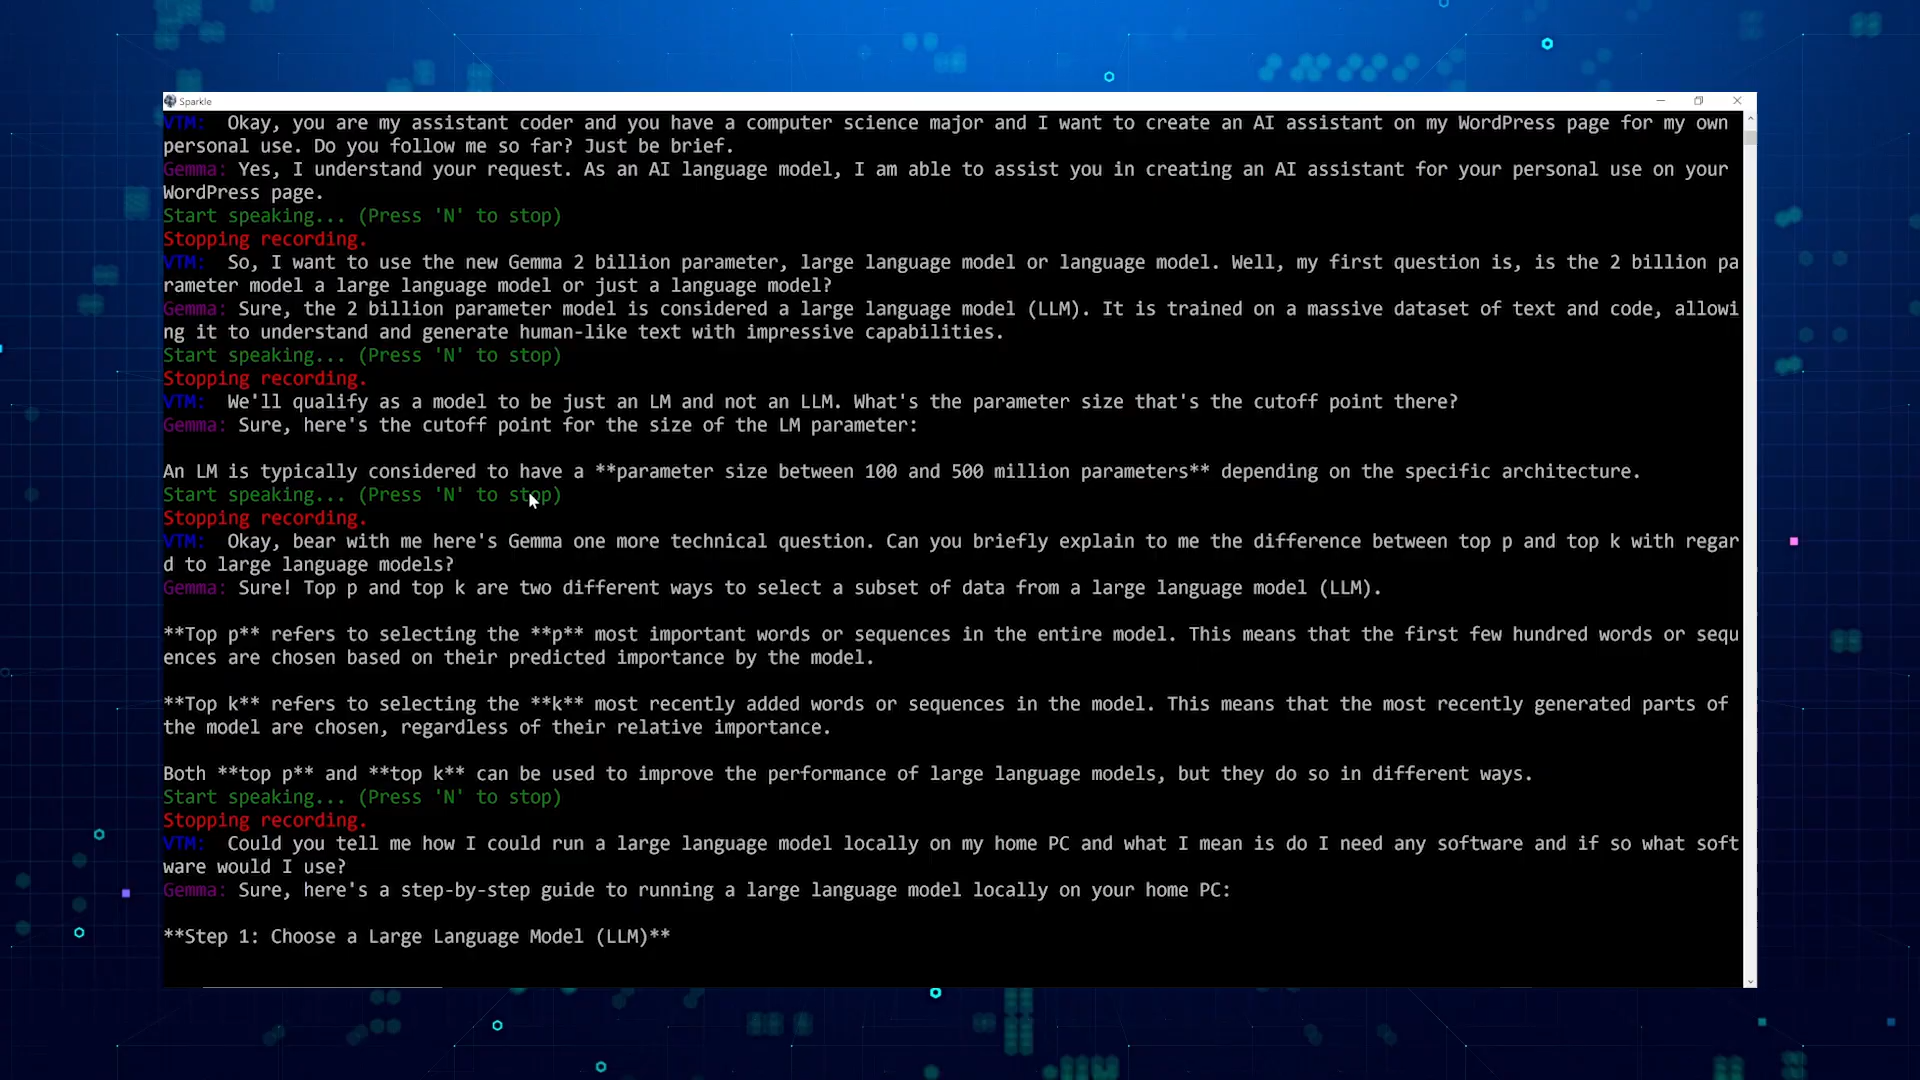 Sparkle
VTM:  Okay, you are my assistant coder and you have a computer science major and I want to create an AI assistant on my WordPress page for my own
personal use. Do you follow me so far? Just be brief.
Gemma: Yes, I understand your request. As an AI language model, I am able to assist you in creating an AI assistant for your personal use on your
WordPress page.
Start speaking... (Press 'N' to stop)
Stopping recording.
VTM:  So, I want to use the new Gemma 2 billion parameter, large language model or language model. Well, my first question is, is the 2 billion pa
rameter model a large language model or just a language model?
Gemma: Sure, the 2 billion parameter model is considered a large language model (LLM). It is trained on a massive dataset of text and code, allowi
ng it to understand and generate human-like text with impressive capabilities.
Start speaking... (Press 'N' to stop)
Stopping recording.
VTM:  We'll qualify as a model to be just an LM and not an LLM. What's the parameter size that's the cutoff point there?
Gemma: Sure, here's the cutoff point for the size of the LM parameter:
An LM is typically considered to have a **parameter size between 100 and 500 million parameters** depending on the specific architecture.
Start speaking... (Press 'N' to stop)
Stopping recording.
VTM:  Okay, bear with me here's Gemma one more technical question. Can you briefly explain to me the difference between top p and top k with regar
d to large language models?
Gemma: Sure! Top p and top k are two different ways to select a subset of data from a large language model (LLM).
**Top p** refers to selecting the **p** most important words or sequences in the entire model. This means that the first few hundred words or sequ
ences are chosen based on their predicted importance by the model.
**Top k** refers to selecting the **k** most recently added words or sequences in the model. This means that the most recently generated parts of
the model are chosen, regardless of their relative importance.
Both **top p** and **top k** can be used to improve the performance of large language models, but they do so in different ways.
Start speaking... (Press 'N' to stop)
Stopping recording.
VTM:  Could you tell me how I could run a large language model locally on my home PC and what I mean is do I need any software and if so what soft
ware would I use?
Gemma: Sure, here's a step-by-step guide to running a large language model locally on your home PC:
**Step 1: Choose a Large Language Model (LLM)**